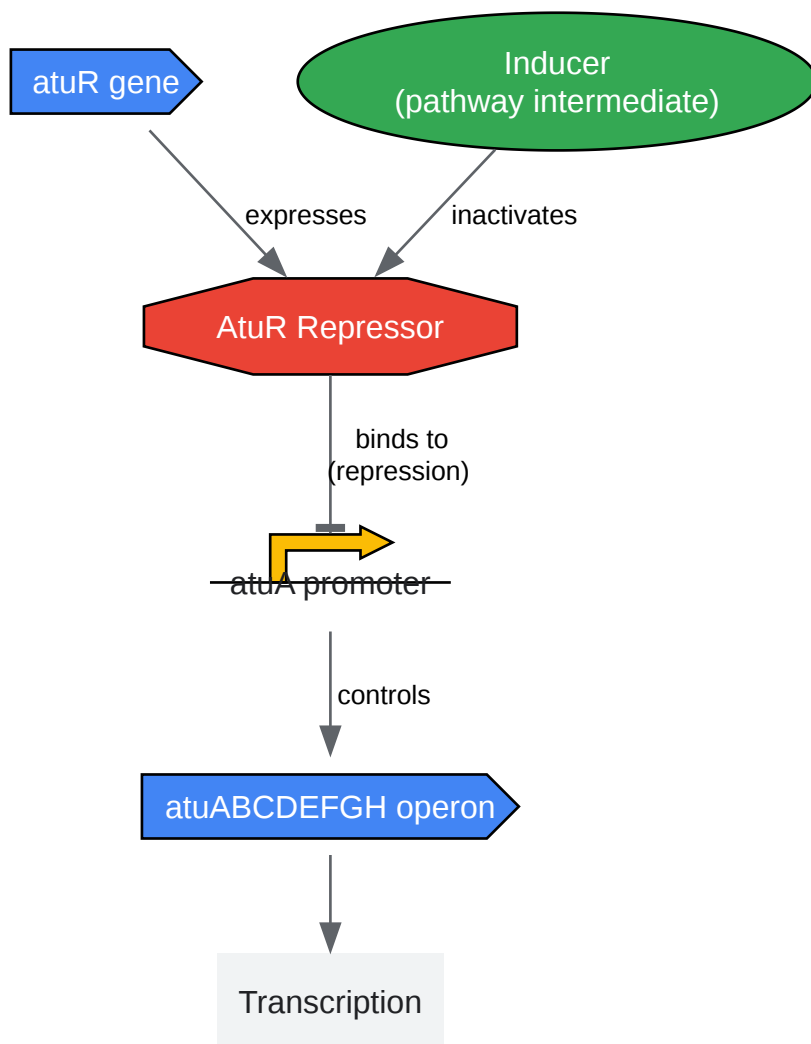 atuR gene
Inducer
(pathway intermediate)
expresses
inactivates
AtuR Repressor
binds to
(repression)
atuA promoter
controls
atuABCDEFGH operon
Transcription